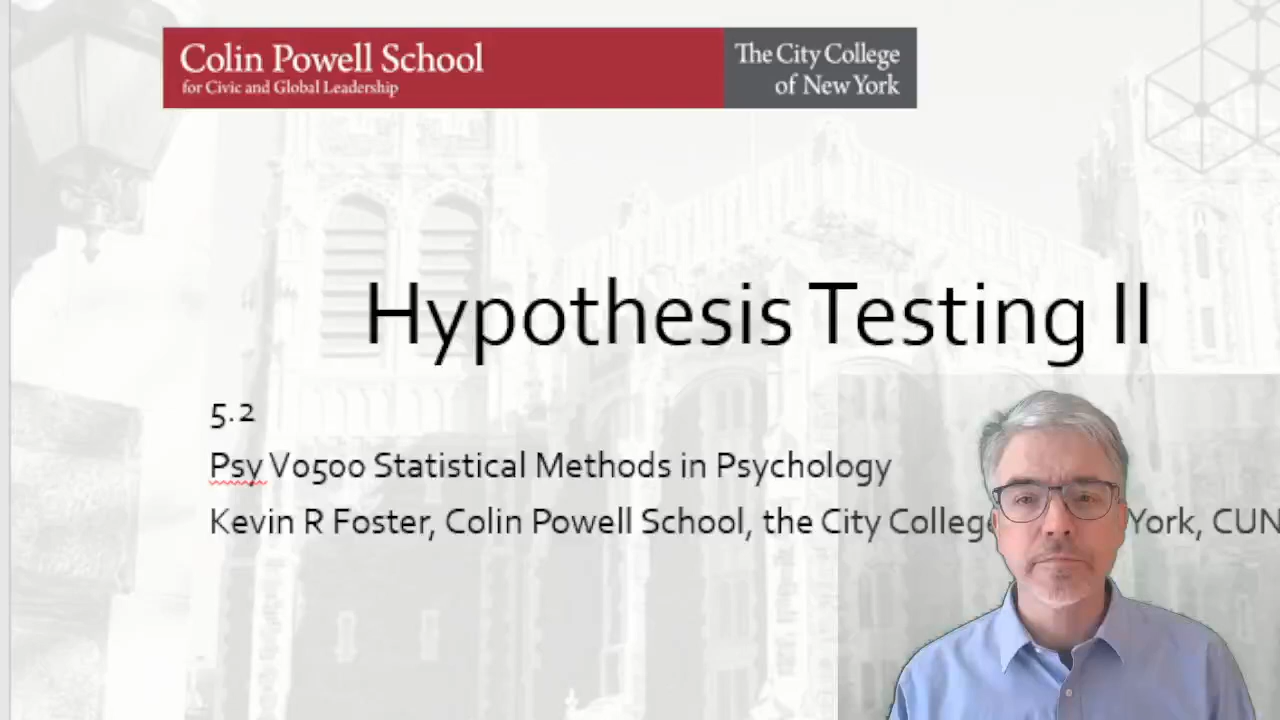 Colin Powell School
for Civic and Global Leadership
The City College
of New York
Hypothesis Testing II
5.2
Psy V0500 Statistical Methods in Psychology
Kevin R Foster, Colin Powell School, the City College York, CUN